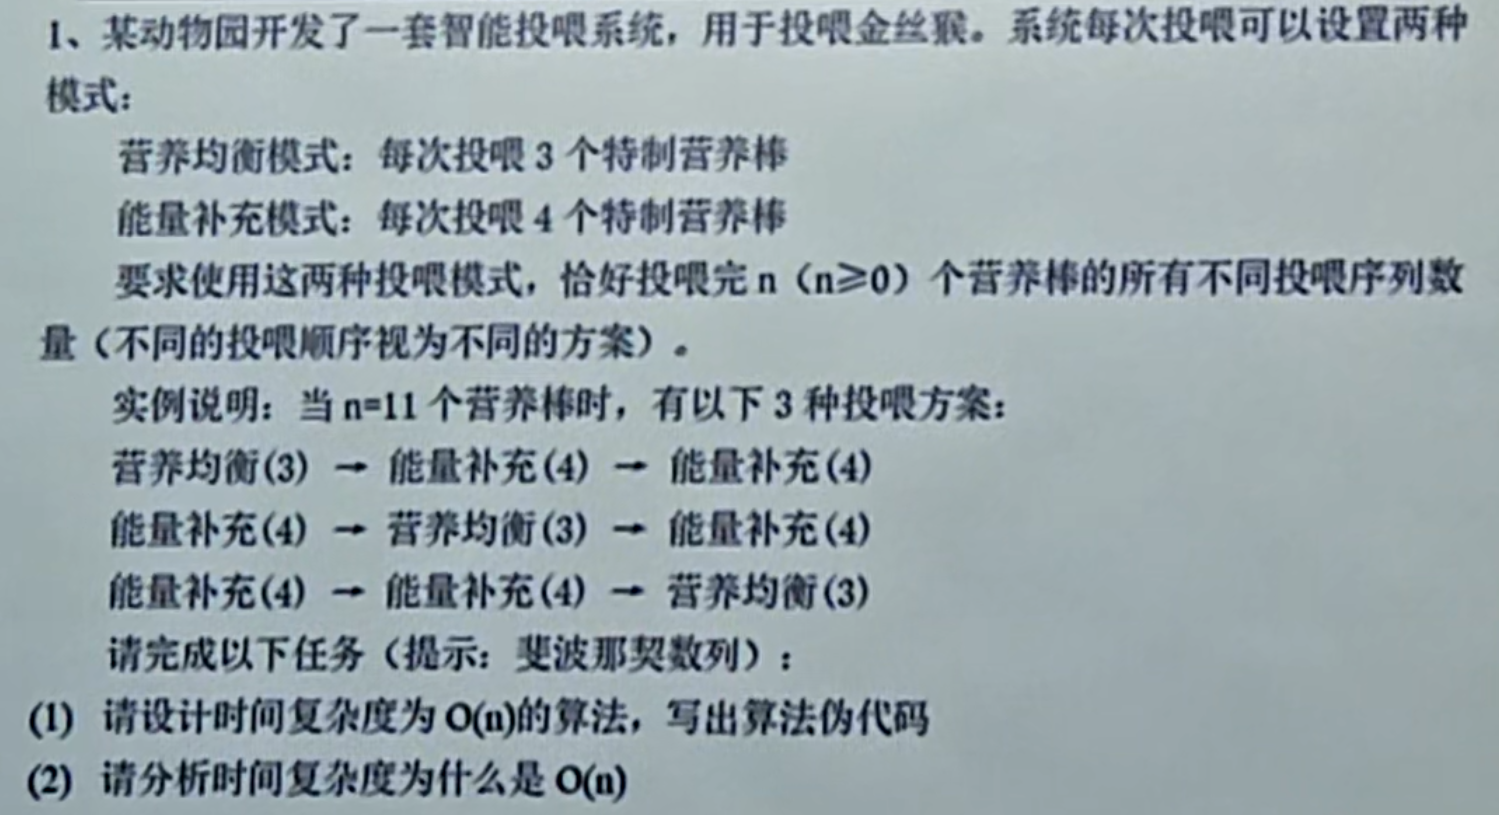 1、某动物园开发了一套智能投喂系统，用于投喂金丝猴。系统每次投喂可以设置两种
模式：
营养均衡模式：每次投喂 3 个特制营养棒
能量补充模式：每次投喂 4 个特制营养棒
要求使用这两种投喂模式，恰好投喂完 n（n≥0）个营养棒的所有不同投喂序列数
量（不同的投喂顺序视为不同的方案）。
实例说明：当 n=11 个营养棒时，有以下 3 种投喂方案：
营养均衡(3) → 能量补充(4) → 能量补充(4)
能量补充(4) → 营养均衡(3) → 能量补充(4)
能量补充(4) → 能量补充(4) → 营养均衡(3)
请完成以下任务（提示：斐波那契数列）：
(1) 请设计时间复杂度为 O(n)的算法，写出算法伪代码
(2) 请分析时间复杂度为什么是 O(n)